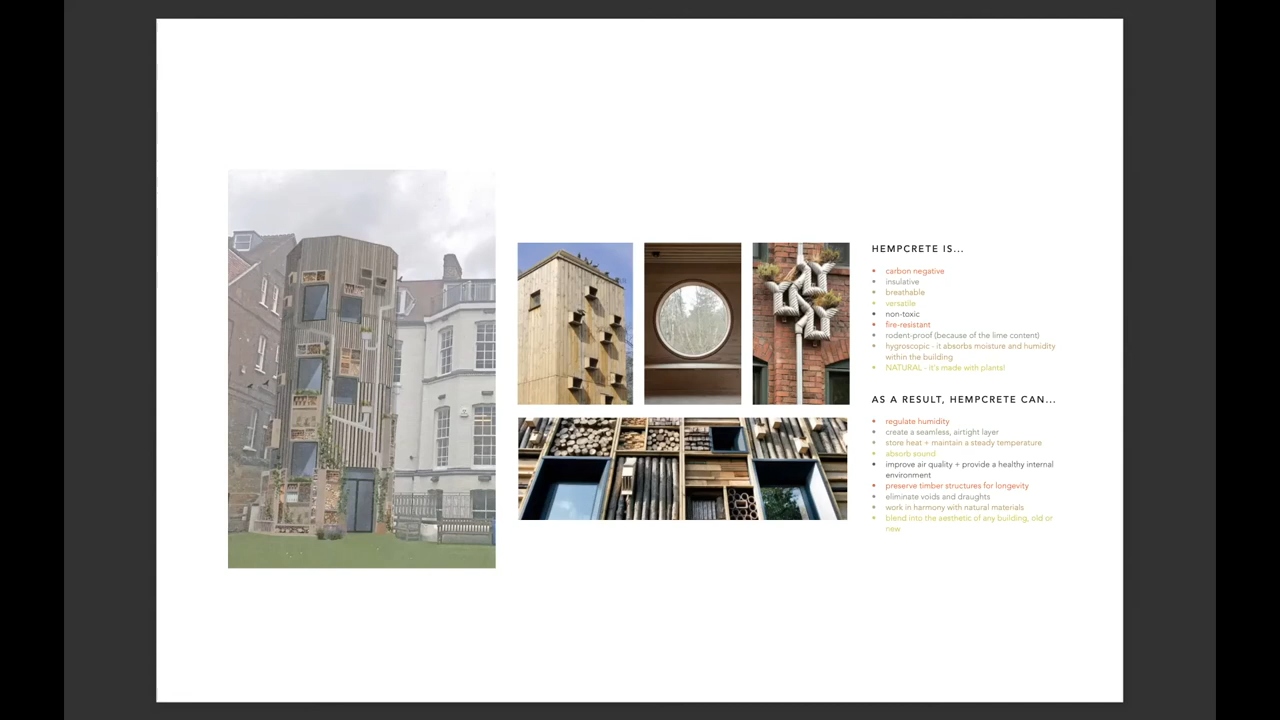 HEMPCRETE IS...
• carbon negative
• insulative
• breathable
• versatile
• non-toxic
• fire-resistant
• rodent-proof (because of the lime content)
• hygroscopic - it absorbs moisture and humidity
within the building
• NATURAL - it's made with plants!
AS A RESULT, HEMPCRETE CAN...
• regulate humidity
• create a seamless, airtight layer
• store heat + maintain a steady temperature
• absorb sound
• improve air quality + provide a healthy internal
environment
• preserve timber structures for longevity
• eliminate voids and draughts
• work in harmony with natural materials
• blend into the aesthetic of any building, old or
new